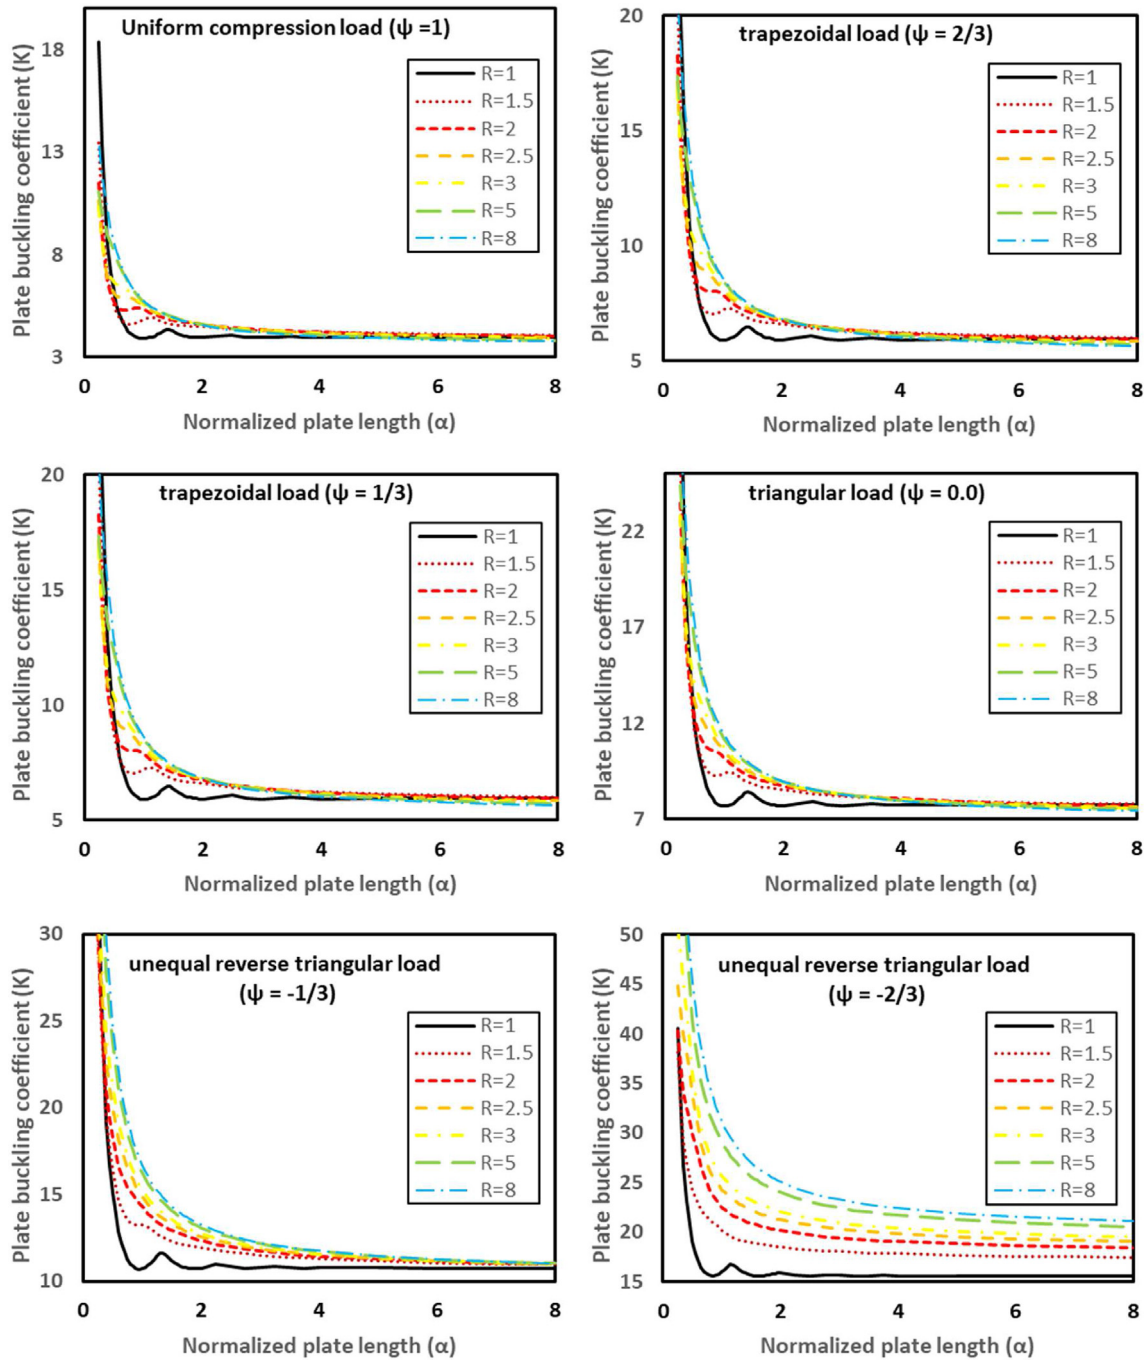 Uniform compression load (ψ =1)
Plate buckling coefficient (K)
18
13
8
3
R=1
R=1.5
R=2
R=2.5
R=3
R=5
R=8
0 2 4 6 8
Normalized plate length (α)
trapezoidal load (ψ = 2/3)
Plate buckling coefficient (K)
20
15
10
5
R=1
R=1.5
R=2
R=2.5
R=3
R=5
R=8
0 2 4 6 8
Normalized plate length (α)
trapezoidal load (ψ = 1/3)
Plate buckling coefficient (K)
20
15
10
5
R=1
R=1.5
R=2
R=2.5
R=3
R=5
R=8
0 2 4 6 8
Normalized plate length (α)
triangular load (ψ = 0.0)
Plate buckling coefficient (K)
22
17
12
7
R=1
R=1.5
R=2
R=2.5
R=3
R=5
R=8
0 2 4 6 8
Normalized plate length (α)
unequal reverse triangular load
(ψ = -1/3)
Plate buckling coefficient (K)
30
25
20
15
10
R=1
R=1.5
R=2
R=2.5
R=3
R=5
R=8
0 2 4 6 8
Normalized plate length (α)
unequal reverse triangular load
(ψ = -2/3)
Plate buckling coefficient (K)
50
45
40
35
30
25
20
15
R=1
R=1.5
R=2
R=2.5
R=3
R=5
R=8
0 2 4 6 8
Normalized plate length (α)